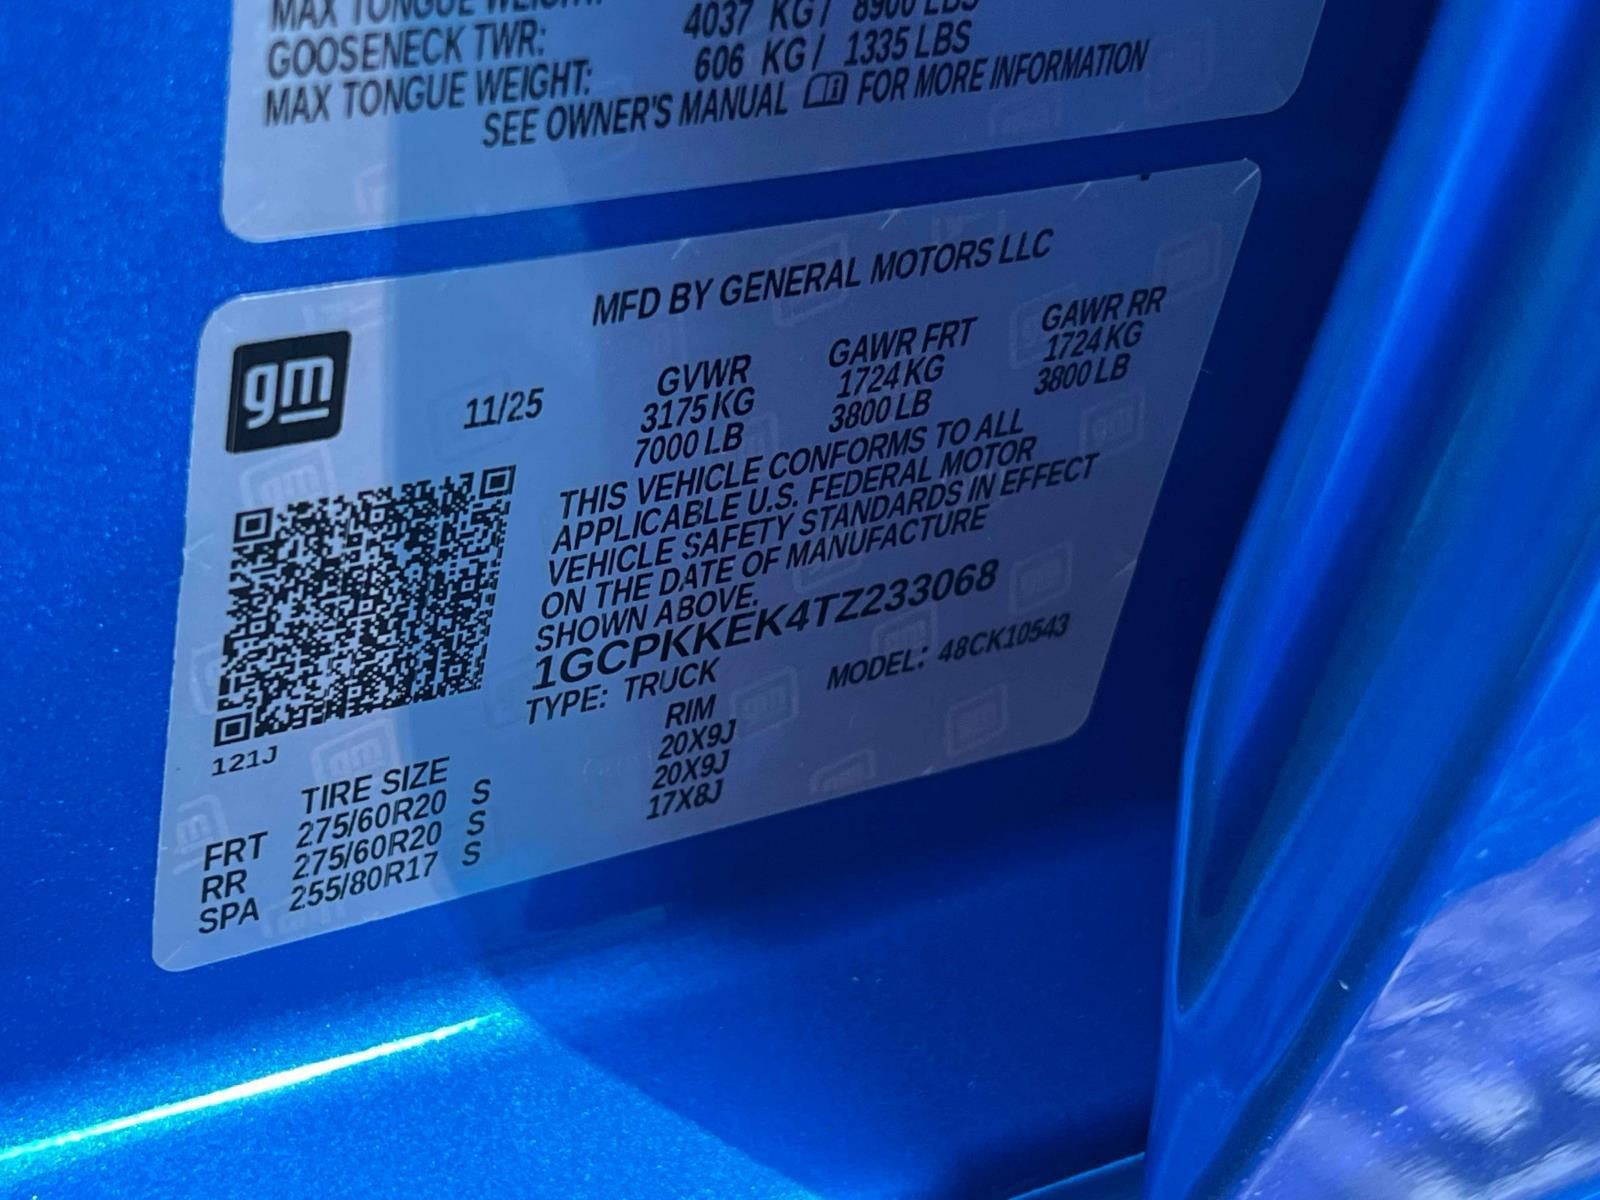 MAX TONGUE WEIGHT:
GOOSENECK TWR: 4037 KG / 8900 LBS
MAX TONGUE WEIGHT: 606 KG / 1335 LBS
SEE OWNER'S MANUAL FOR MORE INFORMATION
MFD BY GENERAL MOTORS LLC
gm
11/25
GVWR GAWR FRT GAWR RR
3175 KG 1724 KG 1724 KG
7000 LB 3800 LB 3800 LB
THIS VEHICLE CONFORMS TO ALL
APPLICABLE U.S. FEDERAL MOTOR
VEHICLE SAFETY STANDARDS IN EFFECT
ON THE DATE OF MANUFACTURE
SHOWN ABOVE.
1GCPKKEK4TZ233068
TYPE: TRUCK MODEL: 48CK10543
121J
TIRE SIZE RIM
FRT 275/60R20 S 20X9J
RR 275/60R20 S 20X9J
SPA 255/80R17 S 17X8J